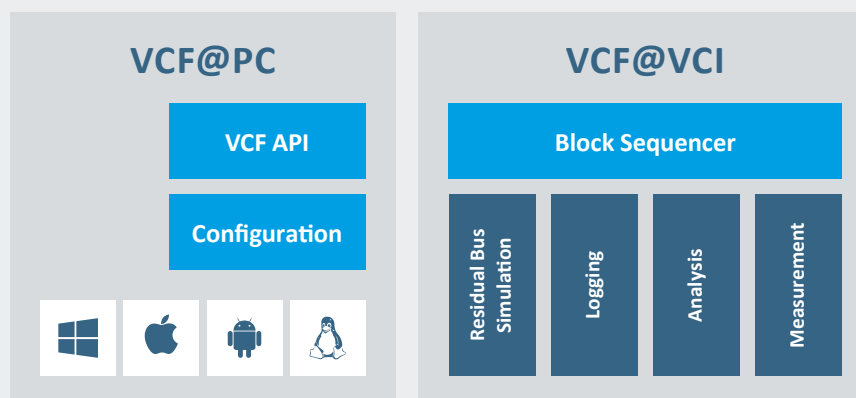 VCF@PC
VCF API
Configuration
VCF@VCI
Block Sequencer
Residual Bus
Simulation
Logging
Analysis
Measurement